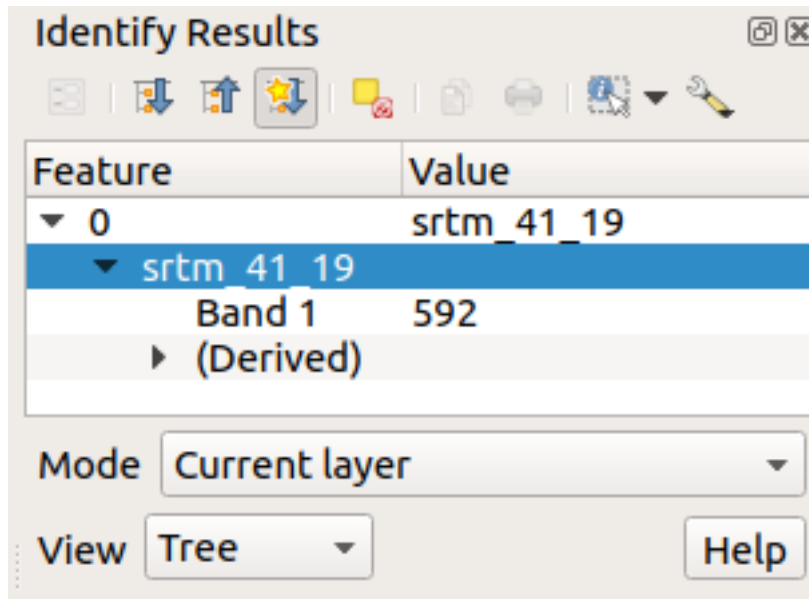 Identify Results
Feature Value
0 srtm_41_19
srtm_41_19
Band 1 592
(Derived)
Mode Current layer
View Tree Help